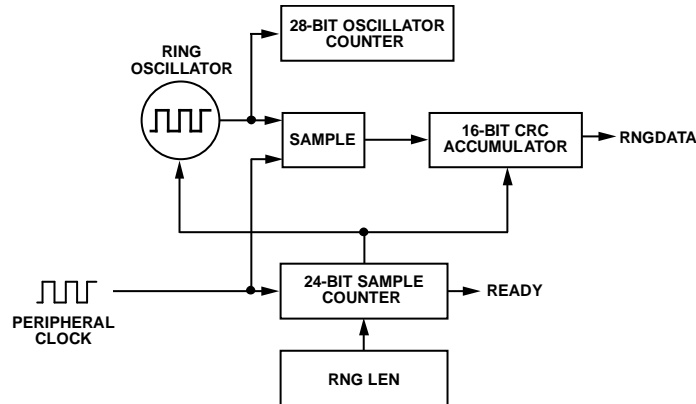 28-BIT OSCILLATOR
COUNTER
RING
OSCILLATOR
SAMPLE
16-BIT CRC
ACCUMULATOR
RNGDATA
24-BIT SAMPLE
COUNTER
READY
PERIPHERAL
CLOCK
RNG LEN